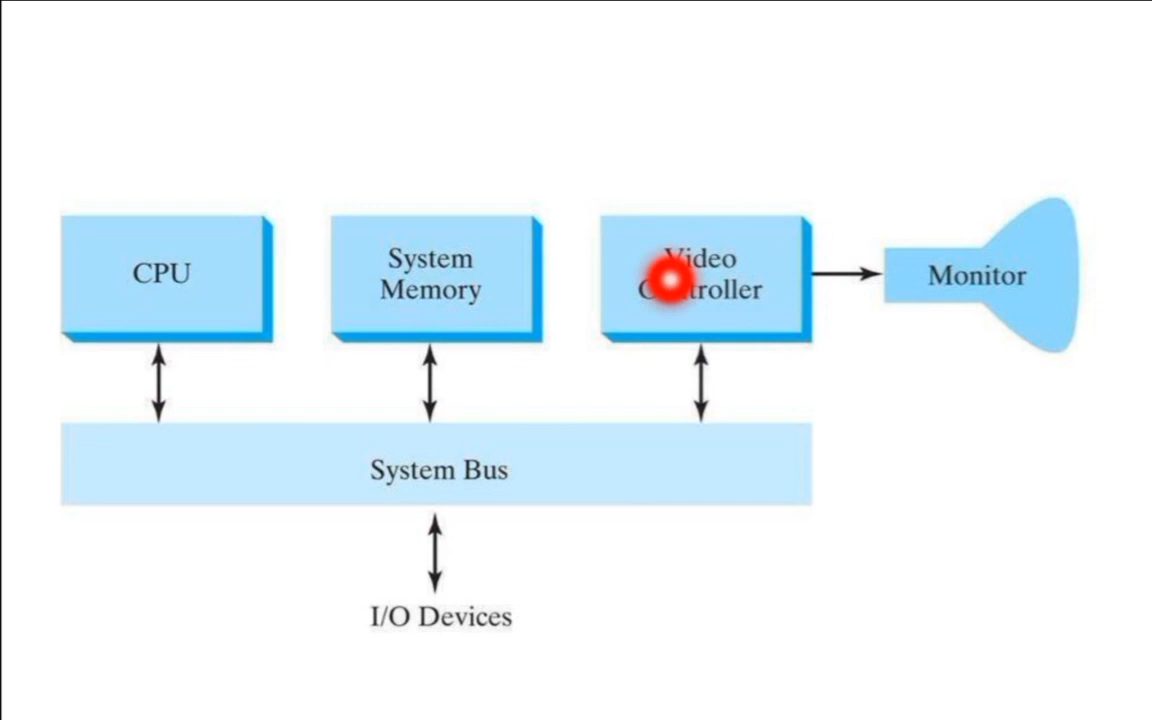 CPU
System
Memory
Video
Controller
Monitor
System Bus
I/O Devices